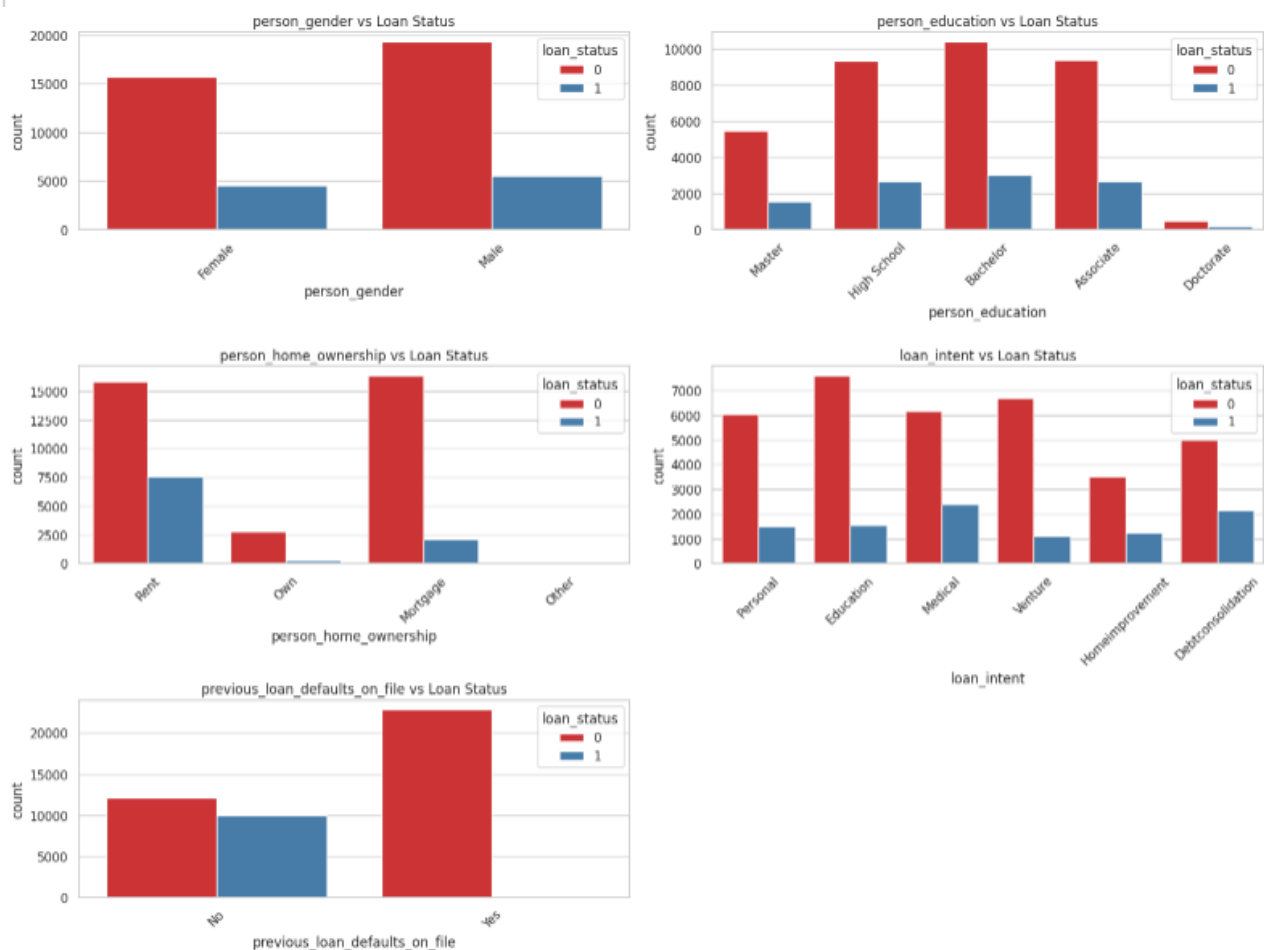 person_gender vs Loan Status
20000
15000
10000
5000
0
count
loan_status
0
1
Female
Male
person_gender
person_education vs Loan Status
10000
8000
6000
4000
2000
0
count
loan_status
0
1
Master
High School
Bachelor
Associate
Doctorate
person_education
person_home_ownership vs Loan Status
15000
12500
10000
7500
5000
2500
0
count
loan_status
0
1
Rent
Own
Mortgage
Other
person_home_ownership
loan_intent vs Loan Status
7000
6000
5000
4000
3000
2000
1000
0
count
loan_status
0
1
Personal
Education
Medical
Venture
Homeimprovement
Debtconsolidation
loan_intent
previous_loan_defaults_on_file vs Loan Status
20000
15000
10000
5000
0
count
loan_status
0
1
No
Yes
previous_loan_defaults_on_file